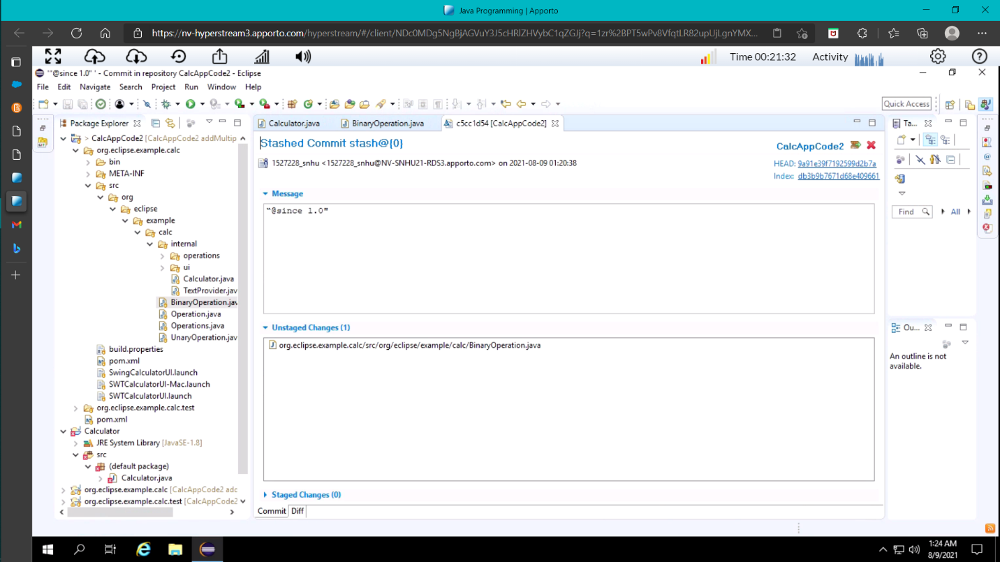 Java Programming | Apporto
https://nv-hyperstream3.apporto.com/hyperstream/#/client/NDc0MDg5NgBjAGVuY3J5cHRlZHVybC1qZGJj?q=1zr%2BPT5wPv8VfqtLR82upUjLgnYMX...
Time 00:21:32 Activity
'"@since 1.0" ' - Commit in repository CalcAppCode2 - Eclipse
File Edit Navigate Search Project Run Window Help
Quick Access
Package Explorer
Calculator.java
BinaryOperation.java
c5cc1d54 [CalcAppCode2]
Ta...
> CalcAppCode2 [CalcAppCode2 addMultip
org.eclipse.example.calc
bin
META-INF
src
org
eclipse
example
calc
internal
operations
ui
Calculator.java
TextProvider.jav
BinaryOperation.jav
Operation.java
Operations.java
UnaryOperation.jav
build.properties
pom.xml
SwingCalculatorUI.launch
SWTCalculatorUI-Mac.launch
SWTCalculatorUI.launch
org.eclipse.example.calc.test
pom.xml
Calculator
JRE System Library [JavaSE-1.8]
src
(default package)
Calculator.java
org.eclipse.example.calc [CalcAppCode2 adc
org.eclipse.example.calc.test [CalcAppCode2
Stashed Commit stash@{0}
1527228_snhu <1527228_snhu@NV-SNHU21-RDS3.apporto.com> on 2021-08-09 01:20:38
CalcAppCode2
HEAD: 9a91e39f7192599d2b7a
Index: db3b9b7671d68e409661
Message
"@since 1.0"
Unstaged Changes (1)
org.eclipse.example.calc/src/org/eclipse/example/calc/BinaryOperation.java
Staged Changes (0)
Commit Diff
Find All
Ou...
An outline is not
available.
1:24 AM
8/9/2021